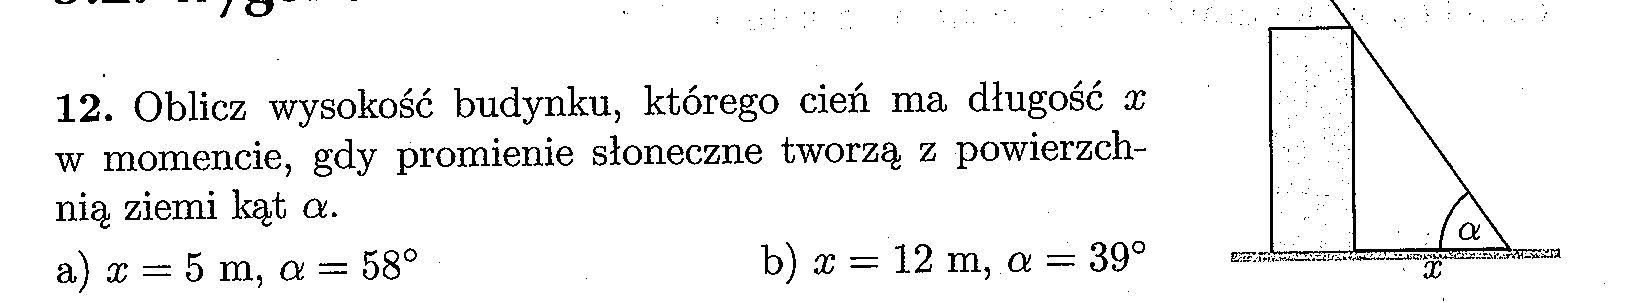 12. Oblicz wysokość budynku, którego cień ma długość x
w momencie, gdy promienie słoneczne tworzą z powierzch-
nią ziemi kąt α.
a) x = 5 m, α = 58°
b) x = 12 m, α = 39°
α
x